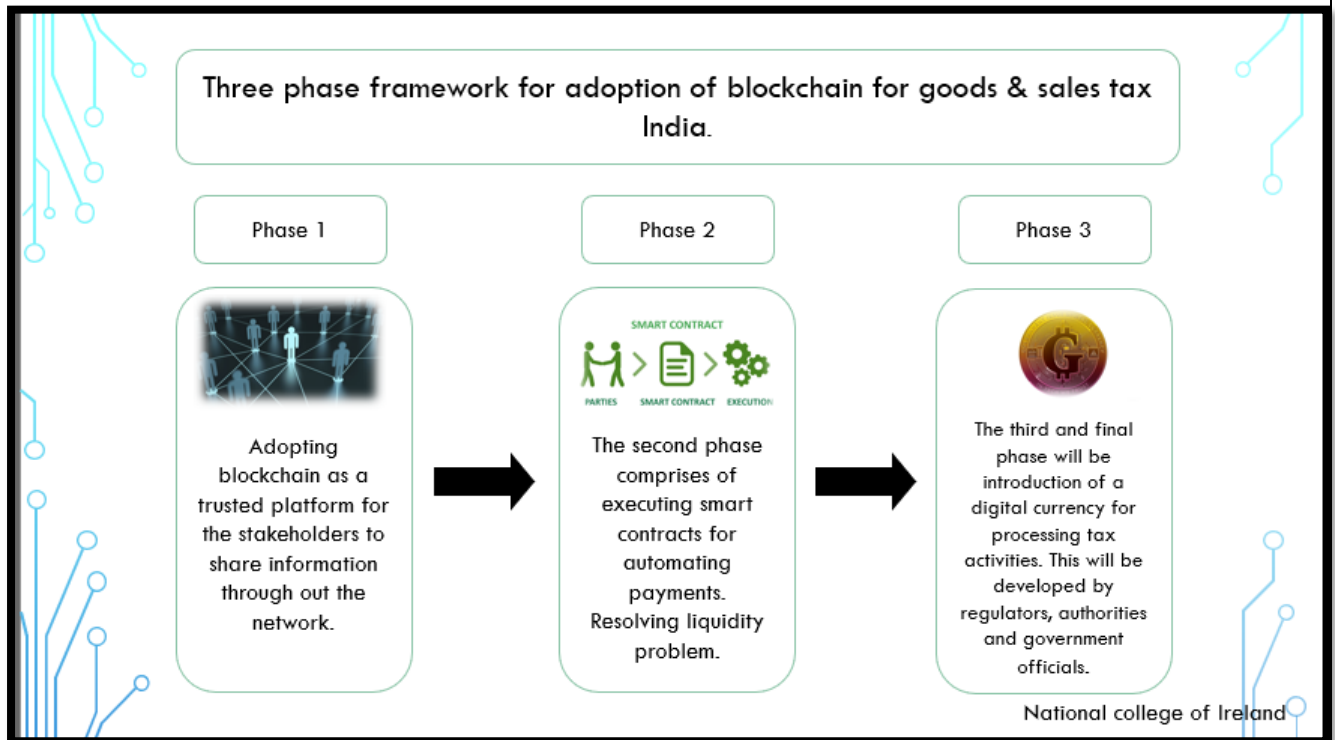 Three phase framework for adoption of blockchain for goods & sales tax
India.
Phase 1
Phase 2
Phase 3
Adopting
blockchain as a
trusted platform for
the stakeholders to
share information
through out the
network.
SMART CONTRACT
PARTIES
SMART CONTRACT
EXECUTION
The second phase
comprises of
executing smart
contracts for
automating
payments.
Resolving liquidity
problem.
G
The third and final
phase will be
introduction of a
digital currency for
processing tax
activities. This will be
developed by
regulators, authorities
and government
officials.
National college of Ireland